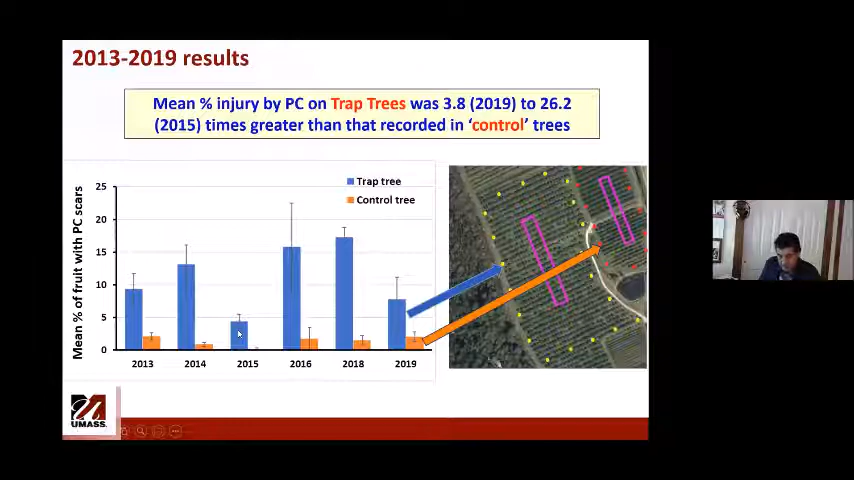 2013-2019 results
Mean % injury by PC on Trap Trees was 3.8 (2019) to 26.2
(2015) times greater than that recorded in ‘control’ trees
Mean % of fruit with PC scars
25
20
15
10
5
0
Trap tree
Control tree
2013
2014
2015
2016
2018
2019
UMASS.